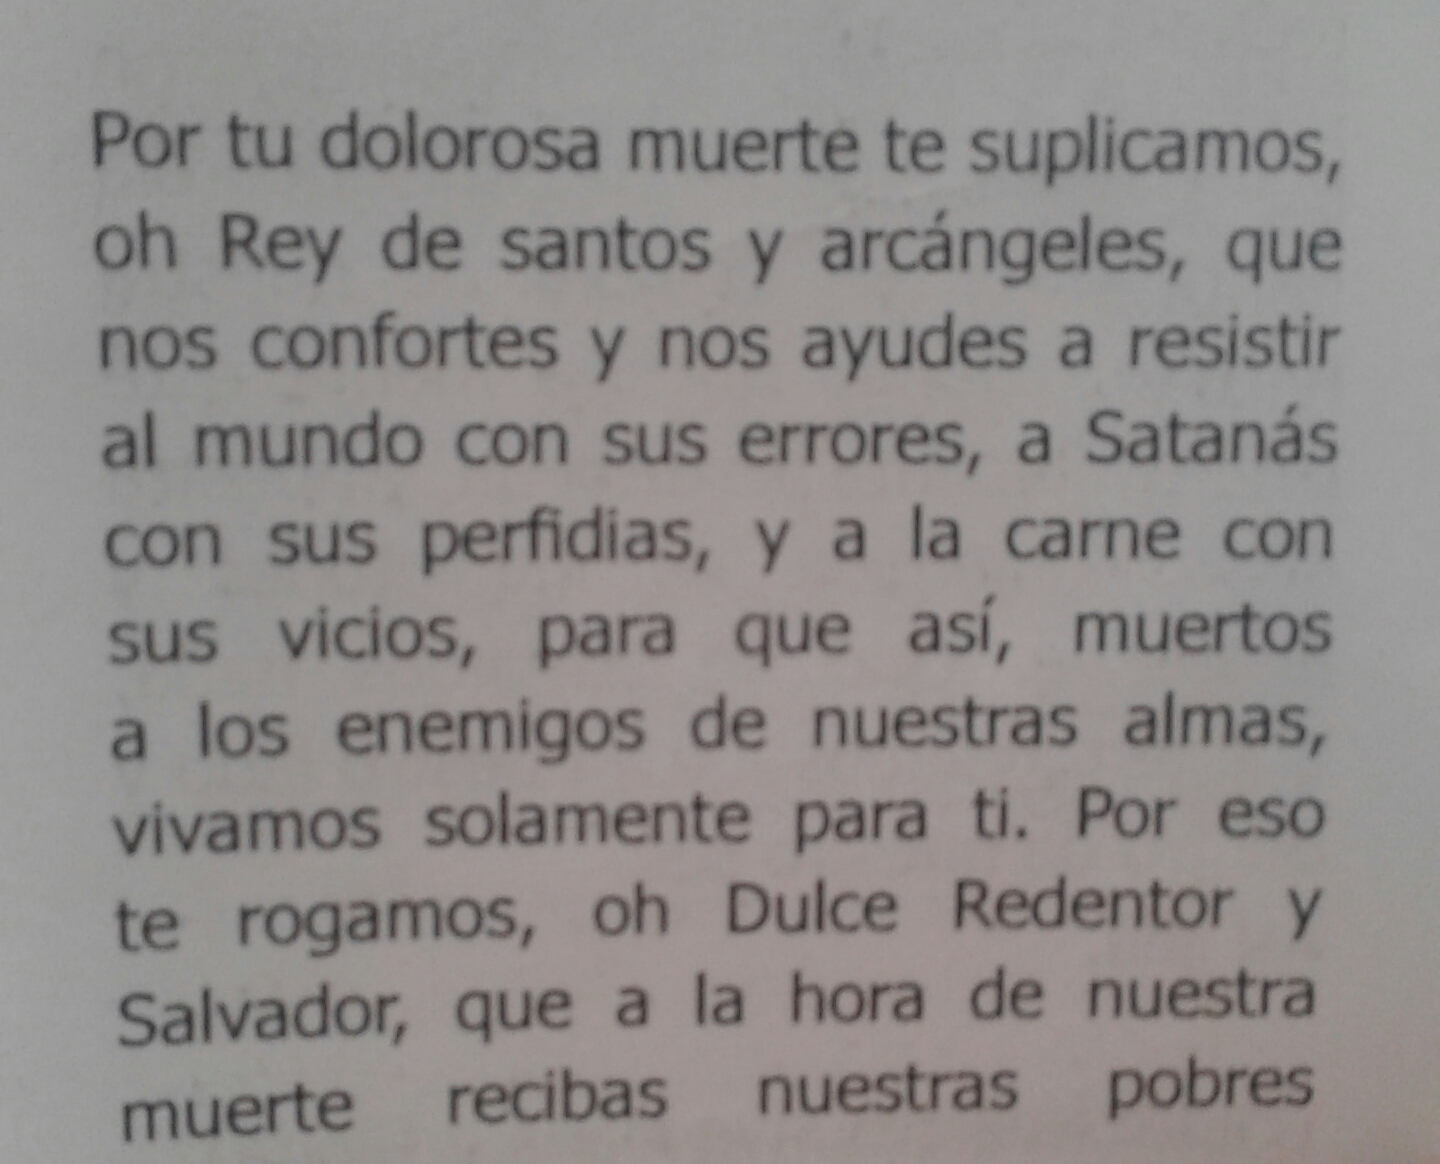 Por tu dolorosa muerte te suplicamos,
oh Rey de santos y arcángeles, que
nos confortes y nos ayudes a resistir
al mundo con sus errores, a Satanás
con sus perfidias, y a la carne con
sus vicios, para que así, muertos
a los enemigos de nuestras almas,
vivamos solamente para ti. Por eso
te rogamos, oh Dulce Redentor y
Salvador, que a la hora de nuestra
muerte recibas nuestras pobres